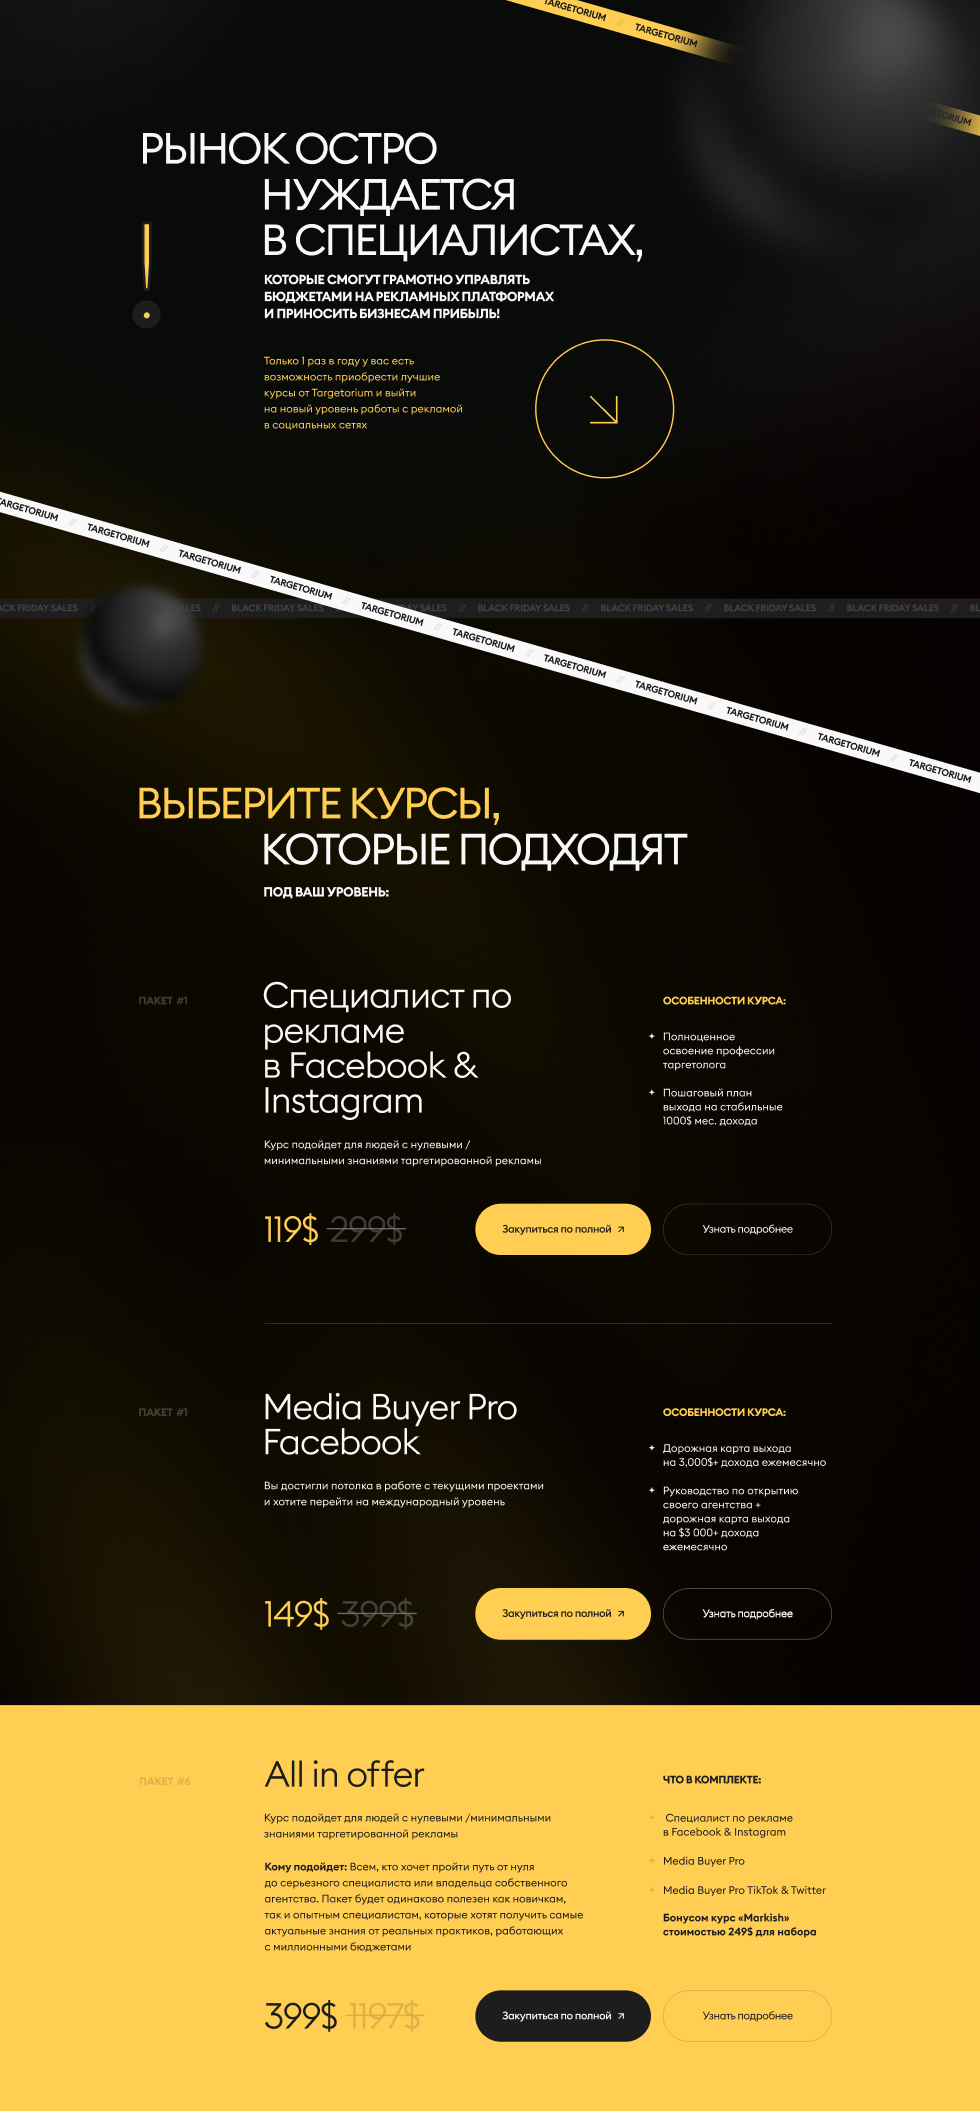 TARGETORIUM // TARGETORIUM
TORIUM
РЫНОК ОСТРО
НУЖДАЕТСЯ
В СПЕЦИАЛИСТАХ,
КОТОРЫЕ СМОГУТ ГРАМОТНО УПРАВЛЯТЬ
БЮДЖЕТАМИ НА РЕКЛАМНЫХ ПЛАТФОРМАХ
И ПРИНОСИТЬ БИЗНЕСАМ ПРИБЫЛЬ!
!
Только 1 раз в году у вас есть
возможность приобрести лучшие
курсы от Targetorium и выйти
на новый уровень работы с рекламой
в социальных сетях
TARGETORIUM // TARGETORIUM // TARGETORIUM // TARGETORIUM // TARGETORIUM // TARGETORIUM // TARGETORIUM // TARGETORIUM // TARGETORIUM // TARGETORIUM // TARGETORIUM
ACK FRIDAY SALES // ALES // BLACK FRIDAY SALES AY SALES // BLACK FRIDAY SALES // BLACK FRIDAY SALES // BLACK FRIDAY SALES // BLACK FRIDAY SALES // BL
ВЫБЕРИТЕ КУРСЫ,
КОТОРЫЕ ПОДХОДЯТ
ПОД ВАШ УРОВЕНЬ:
ПАКЕТ #1
Специалист по
рекламе
в Facebook &
Instagram
Курс подойдет для людей с нулевыми /
минимальными знаниями таргетированной рекламы
ОСОБЕННОСТИ КУРСА:
Полноценное
освоение профессии
таргетолога
Пошаговый план
выхода на стабильные
1000$ мес. дохода
119$ 299$
Закупиться по полной
Узнать подробнее
ПАКЕТ #1
Media Buyer Pro
Facebook
Вы достигли потолка в работе с текущими проектами
и хотите перейти на международный уровень
ОСОБЕННОСТИ КУРСА:
Дорожная карта выхода
на 3,000$+ дохода ежемесячно
Руководство по открытию
своего агентства +
дорожная карта выхода
на $3 000+ дохода
ежемесячно
149$ 399$
Закупиться по полной
Узнать подробнее
ПАКЕТ #6
All in offer
Курс подойдет для людей с нулевыми /минимальными
знаниями таргетированной рекламы
Кому подойдет: Всем, кто хочет пройти путь от нуля
до серьезного специалиста или владельца собственного
агентства. Пакет будет одинаково полезен как новичкам,
так и опытным специалистам, которые хотят получить самые
актуальные знания от реальных практиков, работающих
с миллионными бюджетами
ЧТО В КОМПЛЕКТЕ:
Специалист по рекламе
в Facebook & Instagram
Media Buyer Pro
Media Buyer Pro TikTok & Twitter
Бонусом курс «Markish»
стоимостью 249$ для набора
399$ 1197$
Закупиться по полной
Узнать подробнее